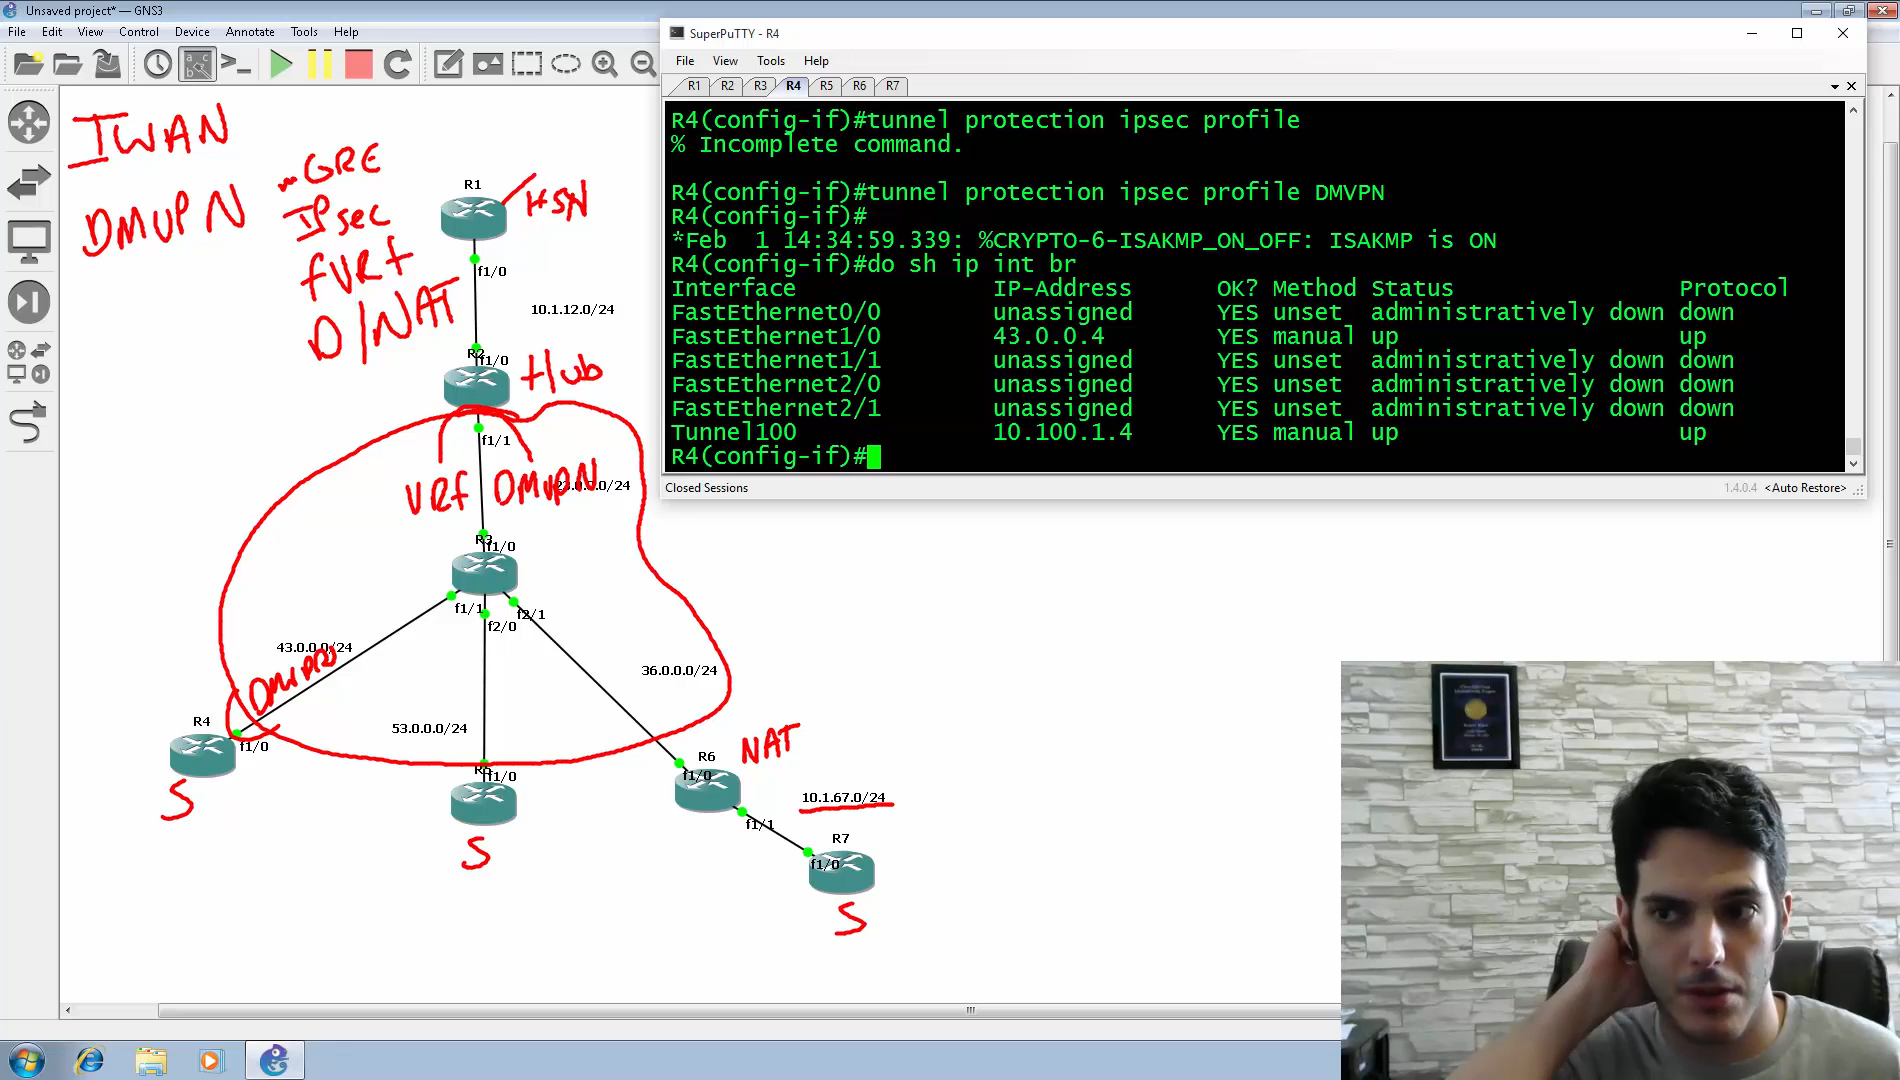 Unsaved project* — GNS3
File Edit View Control Device Annotate Tools Help
SuperPuTTY - R4
File View Tools Help
R1 R2 R3 R4 R5 R6 R7
R4(config-if)#tunnel protection ipsec profile
% Incomplete command.
R4(config-if)#tunnel protection ipsec profile DMVPN
R4(config-if)#
*Feb  1 14:34:59.339: %CRYPTO-6-ISAKMP_ON_OFF: ISAKMP is ON
R4(config-if)#do sh ip int br
Interface IP-Address OK? Method Status Protocol
FastEthernet0/0 unassigned YES unset administratively down down
FastEthernet1/0 43.0.0.4 YES manual up up
FastEthernet1/1 unassigned YES unset administratively down down
FastEthernet2/0 unassigned YES unset administratively down down
FastEthernet2/1 unassigned YES unset administratively down down
Tunnel100 10.100.1.4 YES manual up up
R4(config-if)#
Closed Sessions 1.4.0.4 <Auto Restore>
IWAN
DMVPN
mGRE
IPsec
fVRf
D/NAT
R1
HSN
f1/0
10.1.12.0/24
R2
f1/0
Hub
f1/1
VRf DMVPN
R3
f1/0
f1/1
f2/1
f2/0
43.0.0.0/24
36.0.0.0/24
53.0.0.0/24
R4
f1/0
S
f1/0
S
R6
NAT
f1/0
10.1.67.0/24
f1/1
R7
f1/0
S